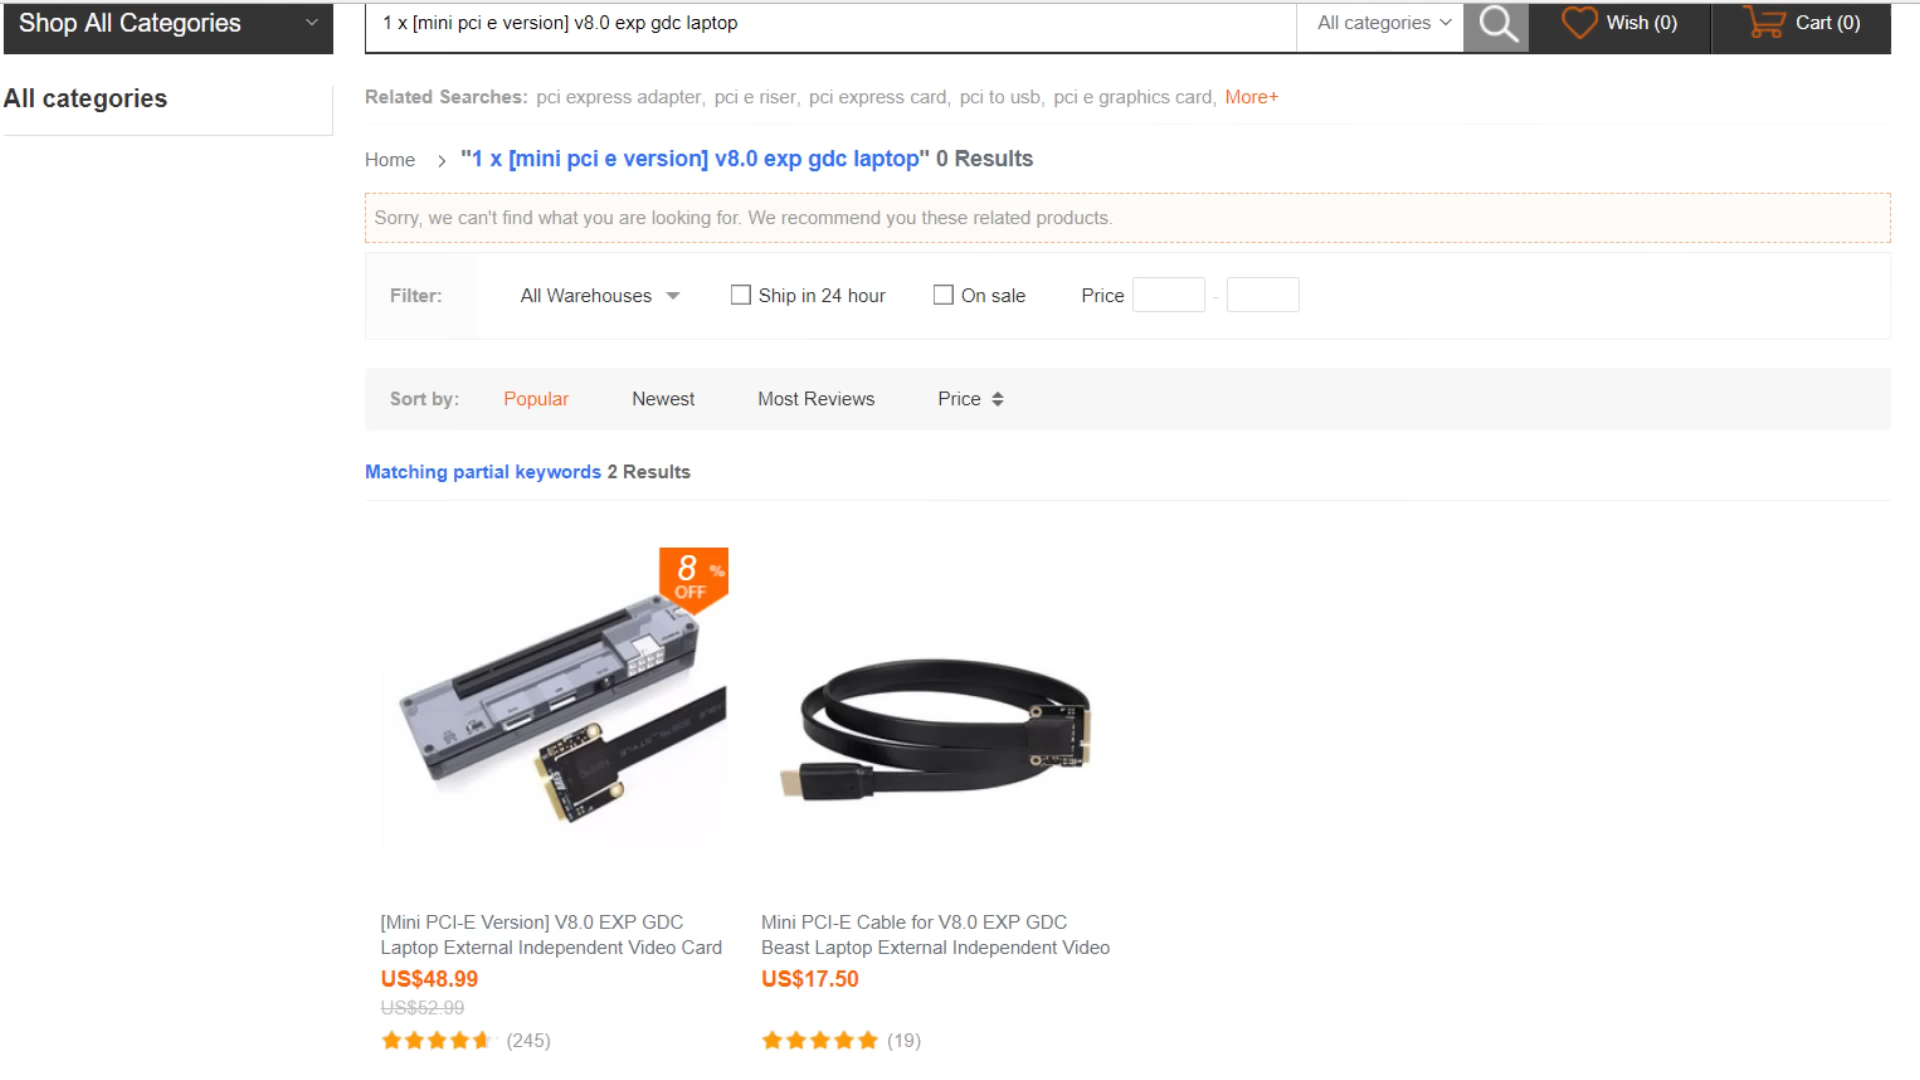 Shop All Categories
1 x [mini pci e version] v8.0 exp gdc laptop
All categories
Wish (0)
Cart (0)
All categories
Related Searches: pci express adapter, pci e riser, pci express card, pci to usb, pci e graphics card, More+
Home > "1 x [mini pci e version] v8.0 exp gdc laptop" 0 Results
Sorry, we can't find what you are looking for. We recommend you these related products.
Filter: All Warehouses Ship in 24 hour On sale Price -
Sort by: Popular Newest Most Reviews Price
Matching partial keywords 2 Results
8 %
OFF
[Mini PCI-E Version] V8.0 EXP GDC
Laptop External Independent Video Card
US$48.99
US$52.99
(245)
Mini PCI-E Cable for V8.0 EXP GDC
Beast Laptop External Independent Video
US$17.50
(19)